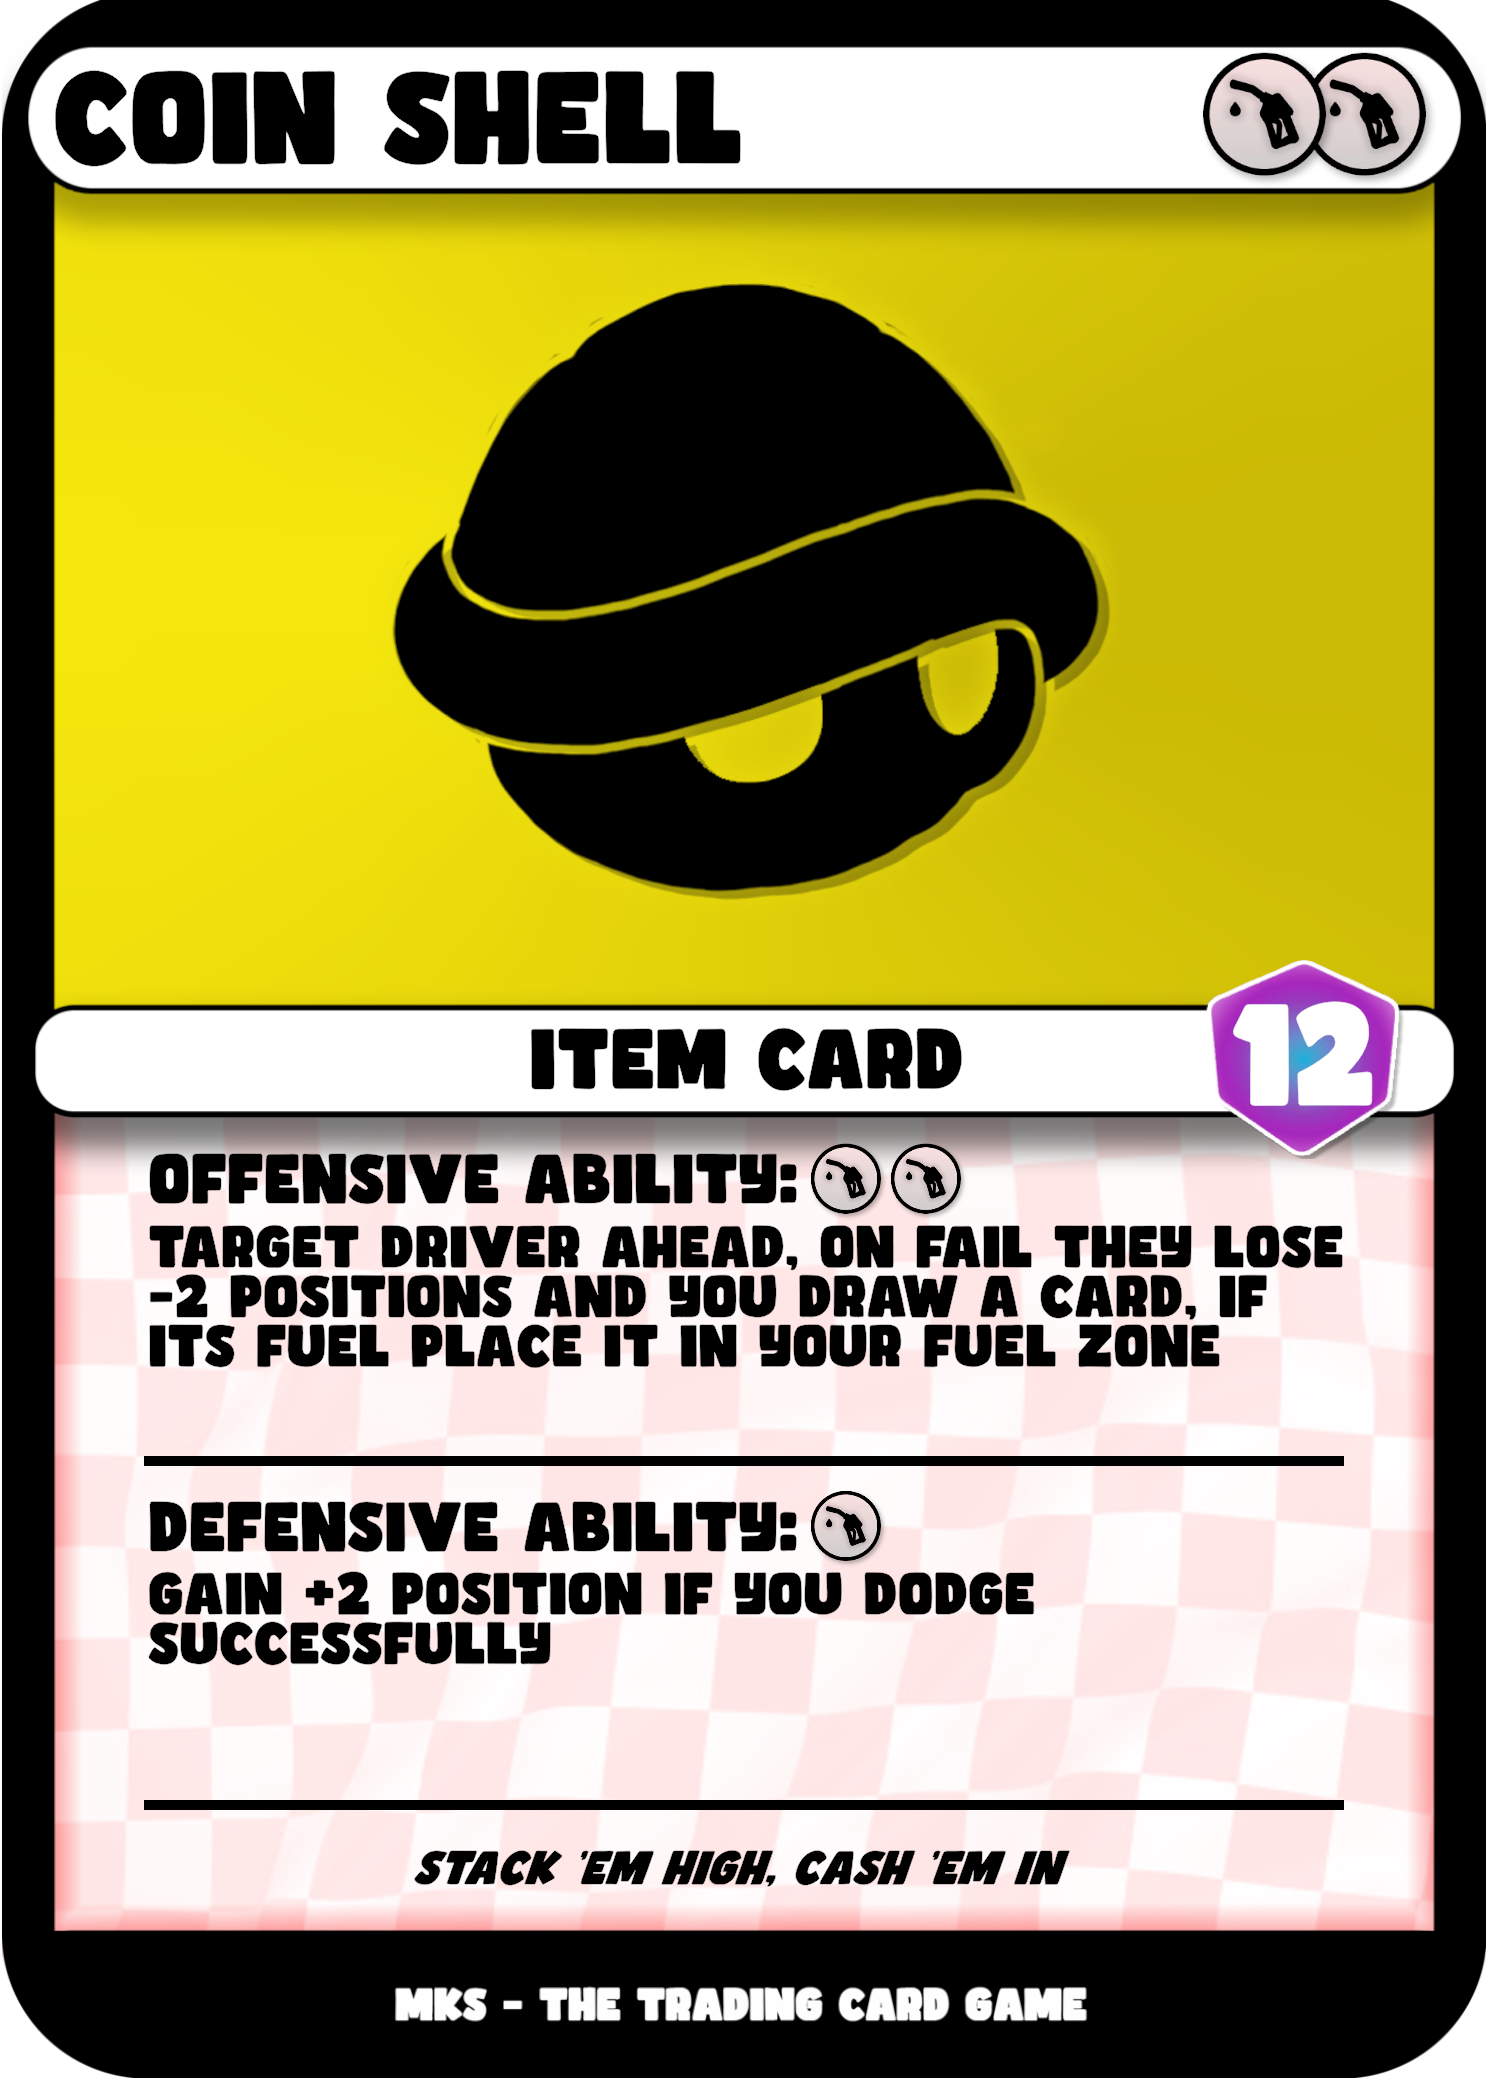 COIN SHELL
ITEM CARD
12
OFFENSIVE ABILITY:
TARGET DRIVER AHEAD, ON FAIL THEY LOSE
-2 POSITIONS AND YOU DRAW A CARD, IF
ITS FUEL PLACE IT IN YOUR FUEL ZONE
DEFENSIVE ABILITY:
GAIN +2 POSITION IF YOU DODGE
SUCCESSFULLY
STACK 'EM HIGH, CASH 'EM IN
MKS - THE TRADING CARD GAME